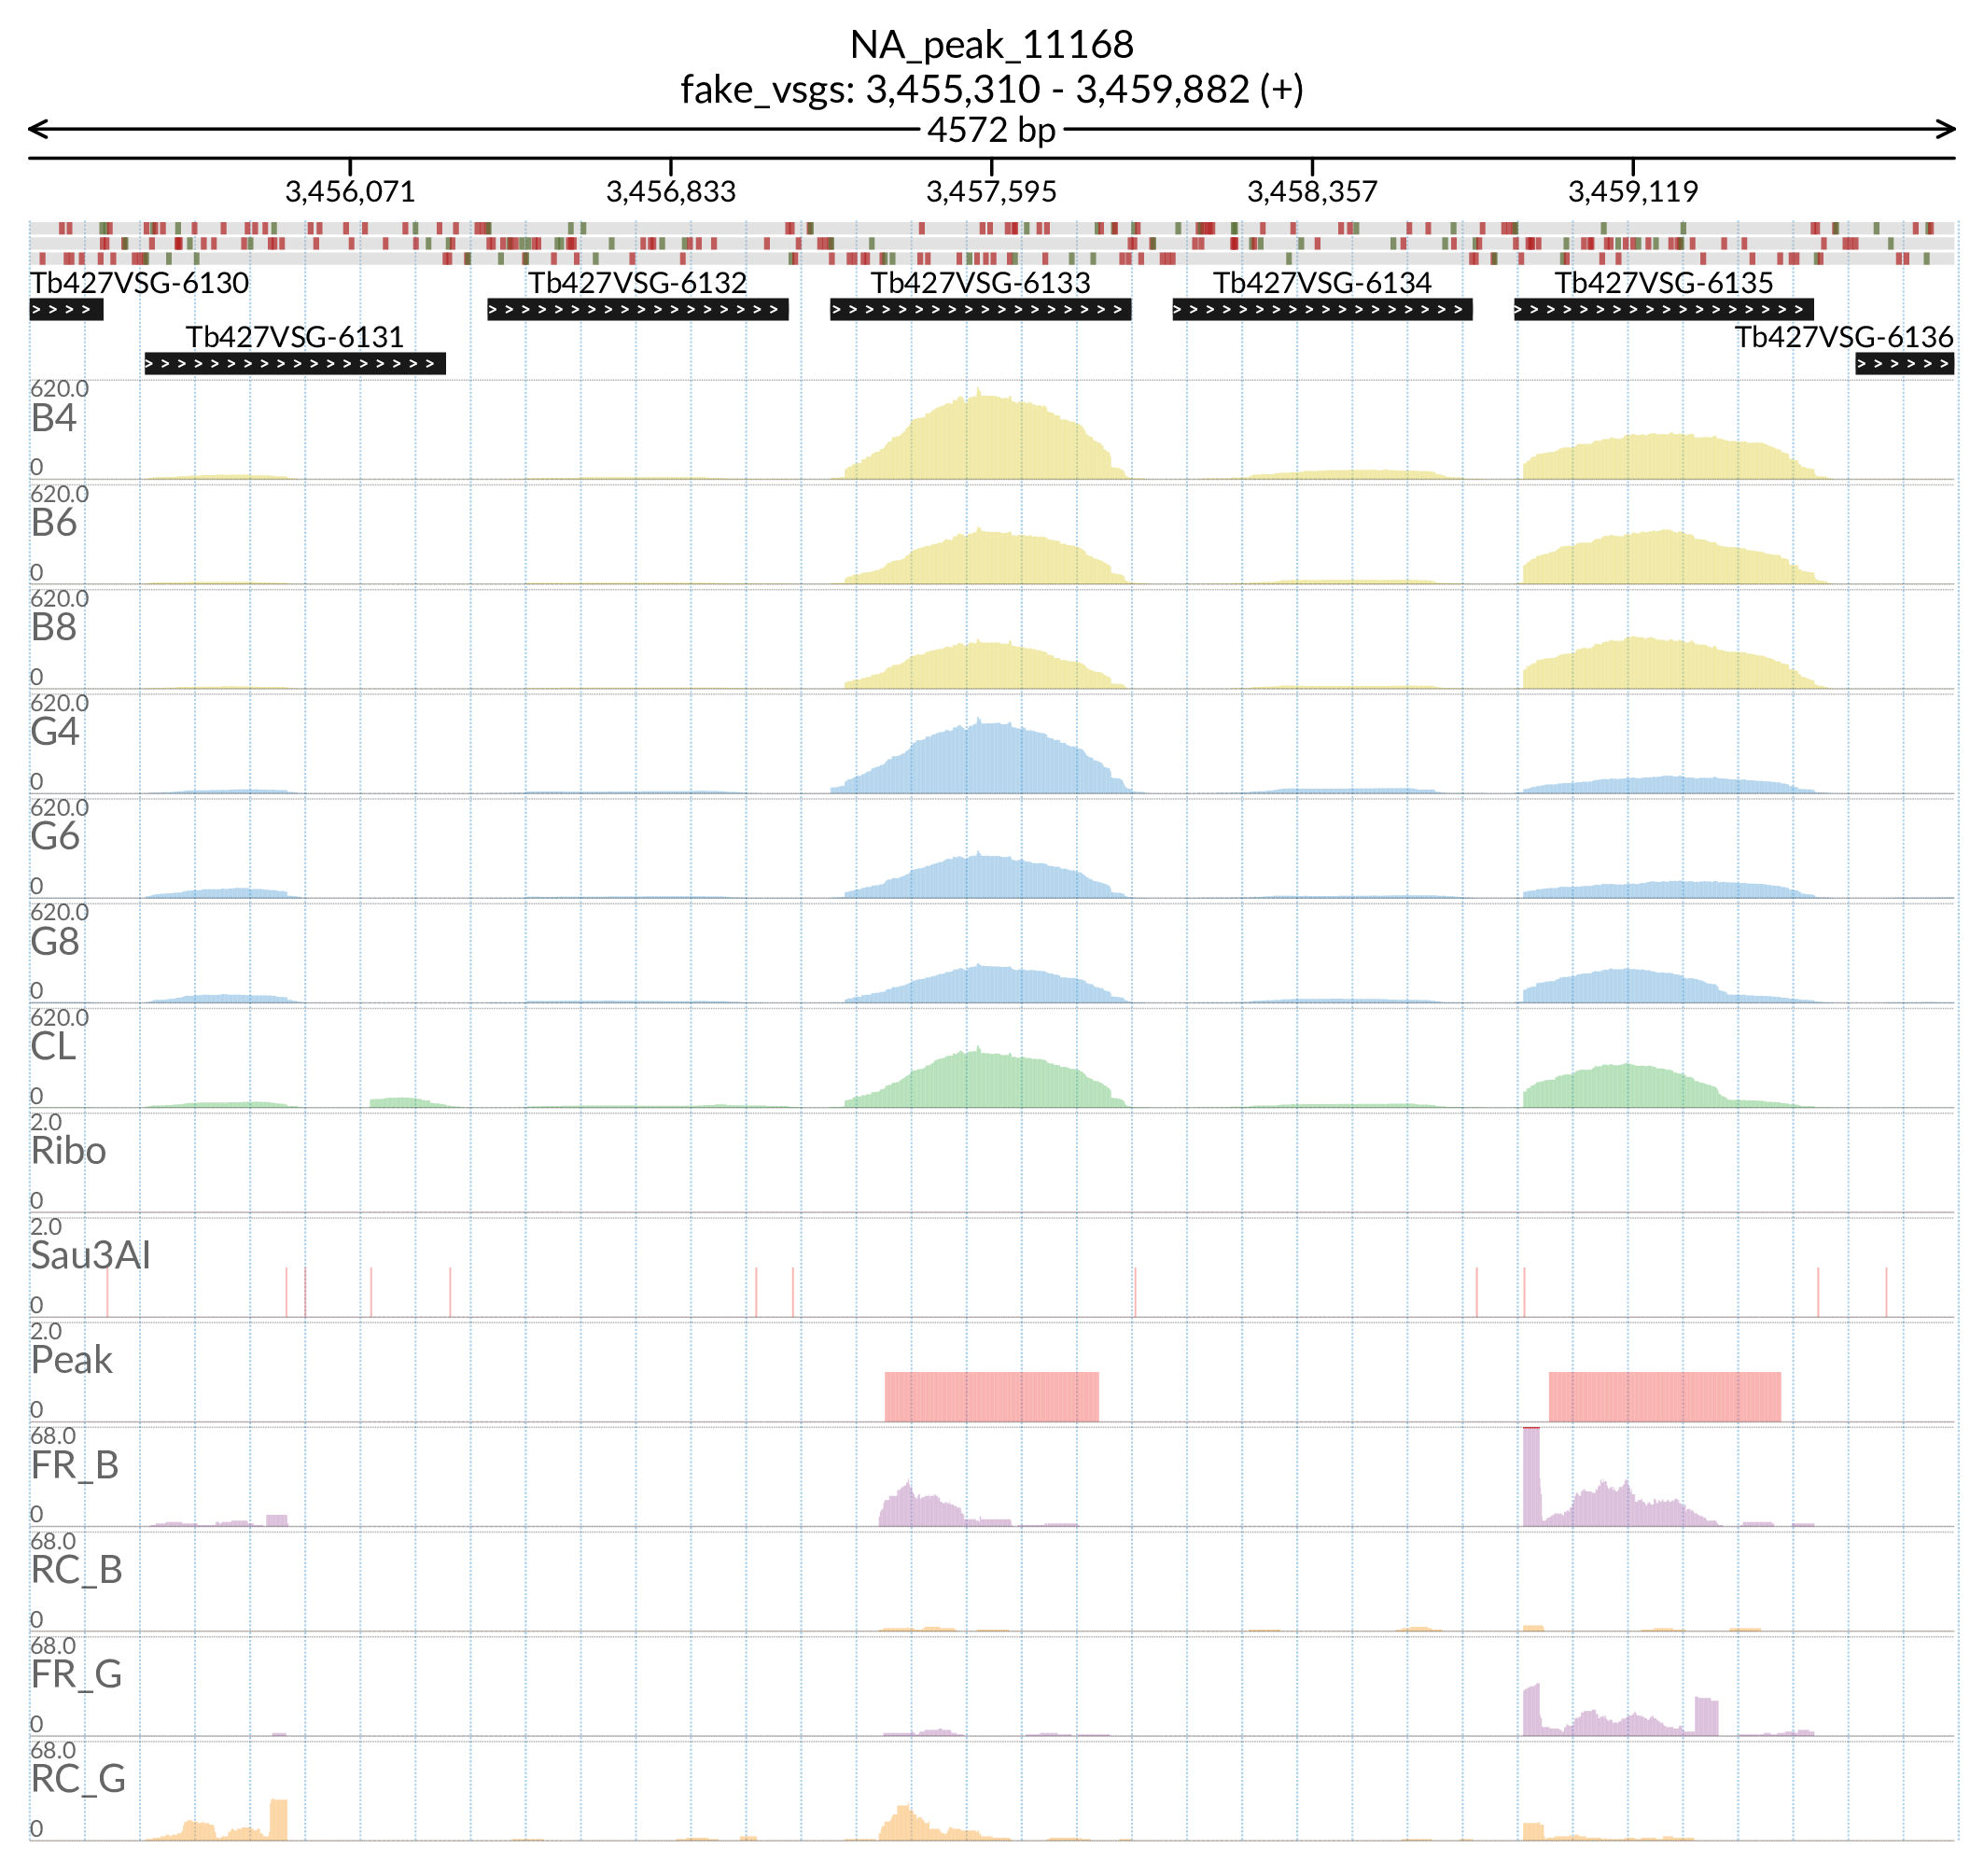 NA_peak_11168
fake_vsgs: 3,455,310 - 3,459,882 (+)
4572 bp
3,456,071 3,456,833 3,457,595 3,458,357 3,459,119
Tb427VSG-6130 Tb427VSG-6132 Tb427VSG-6133 Tb427VSG-6134 Tb427VSG-6135
Tb427VSG-6131 Tb427VSG-6136
620.0
B4
0
620.0
B6
0
620.0
B8
0
620.0
G4
0
620.0
G6
0
620.0
G8
0
620.0
CL
0
2.0
Ribo
0
2.0
Sau3AI
0
2.0
Peak
0
68.0
FR_B
0
68.0
RC_B
0
68.0
FR_G
0
68.0
RC_G
0